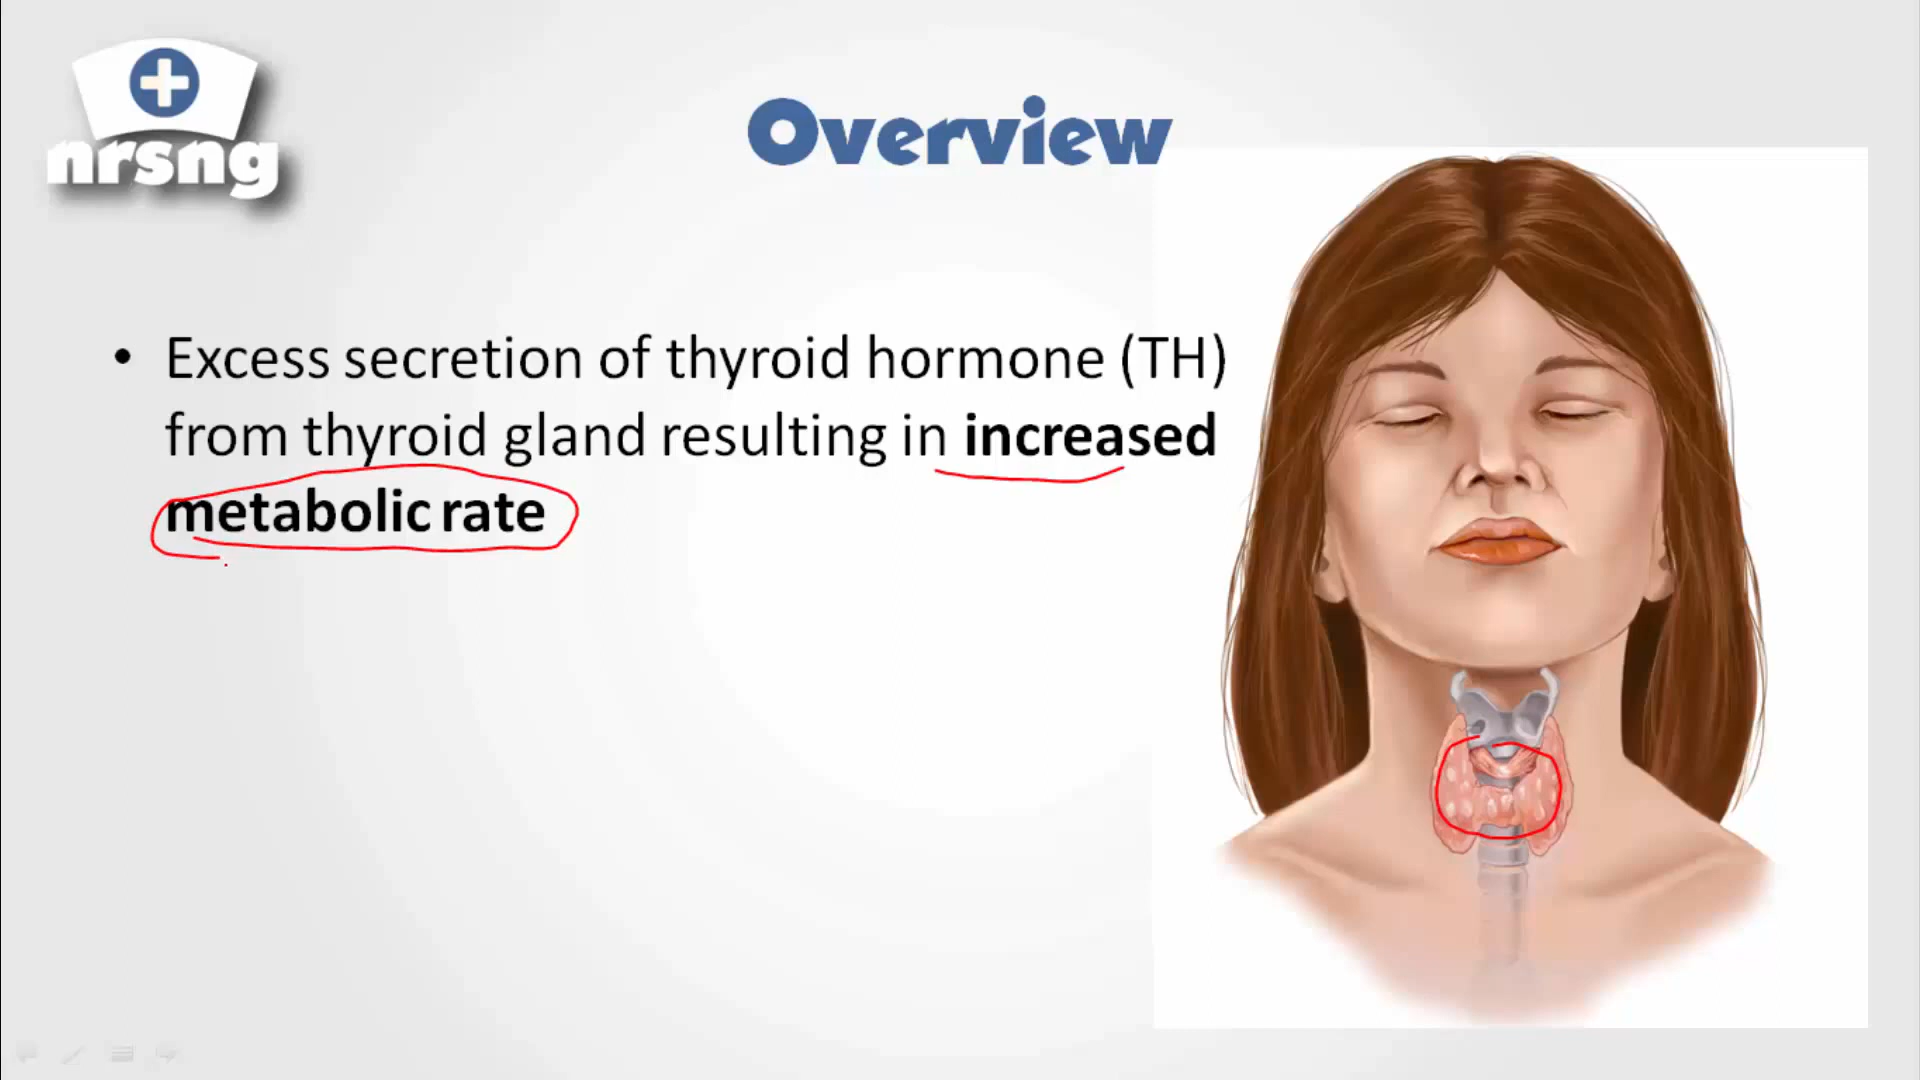 nrsng
Overview
• Excess secretion of thyroid hormone (TH)
from thyroid gland resulting in increased
metabolic rate